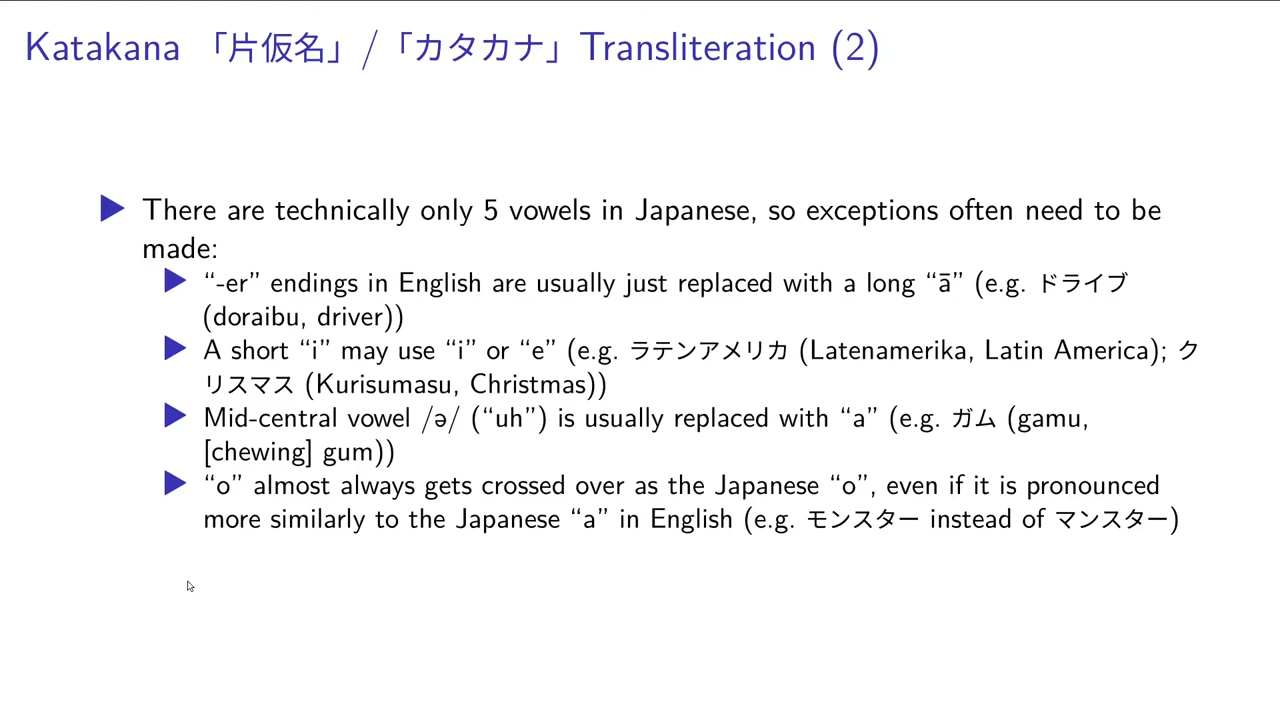 Katakana 「片仮名」/「カタカナ」Transliteration (2)
▶ There are technically only 5 vowels in Japanese, so exceptions often need to be
made:
▶ “-er” endings in English are usually just replaced with a long “ā” (e.g. ドライブ
(doraibu, driver))
▶ A short “i” may use “i” or “e” (e.g. ラテンアメリカ (Latenamerika, Latin America); ク
リスマス (Kurisumasu, Christmas))
▶ Mid-central vowel /ə/ (“uh”) is usually replaced with “a” (e.g. ガム (gamu,
[chewing] gum))
▶ “o” almost always gets crossed over as the Japanese “o”, even if it is pronounced
more similarly to the Japanese “a” in English (e.g. モンスター instead of マンスター)